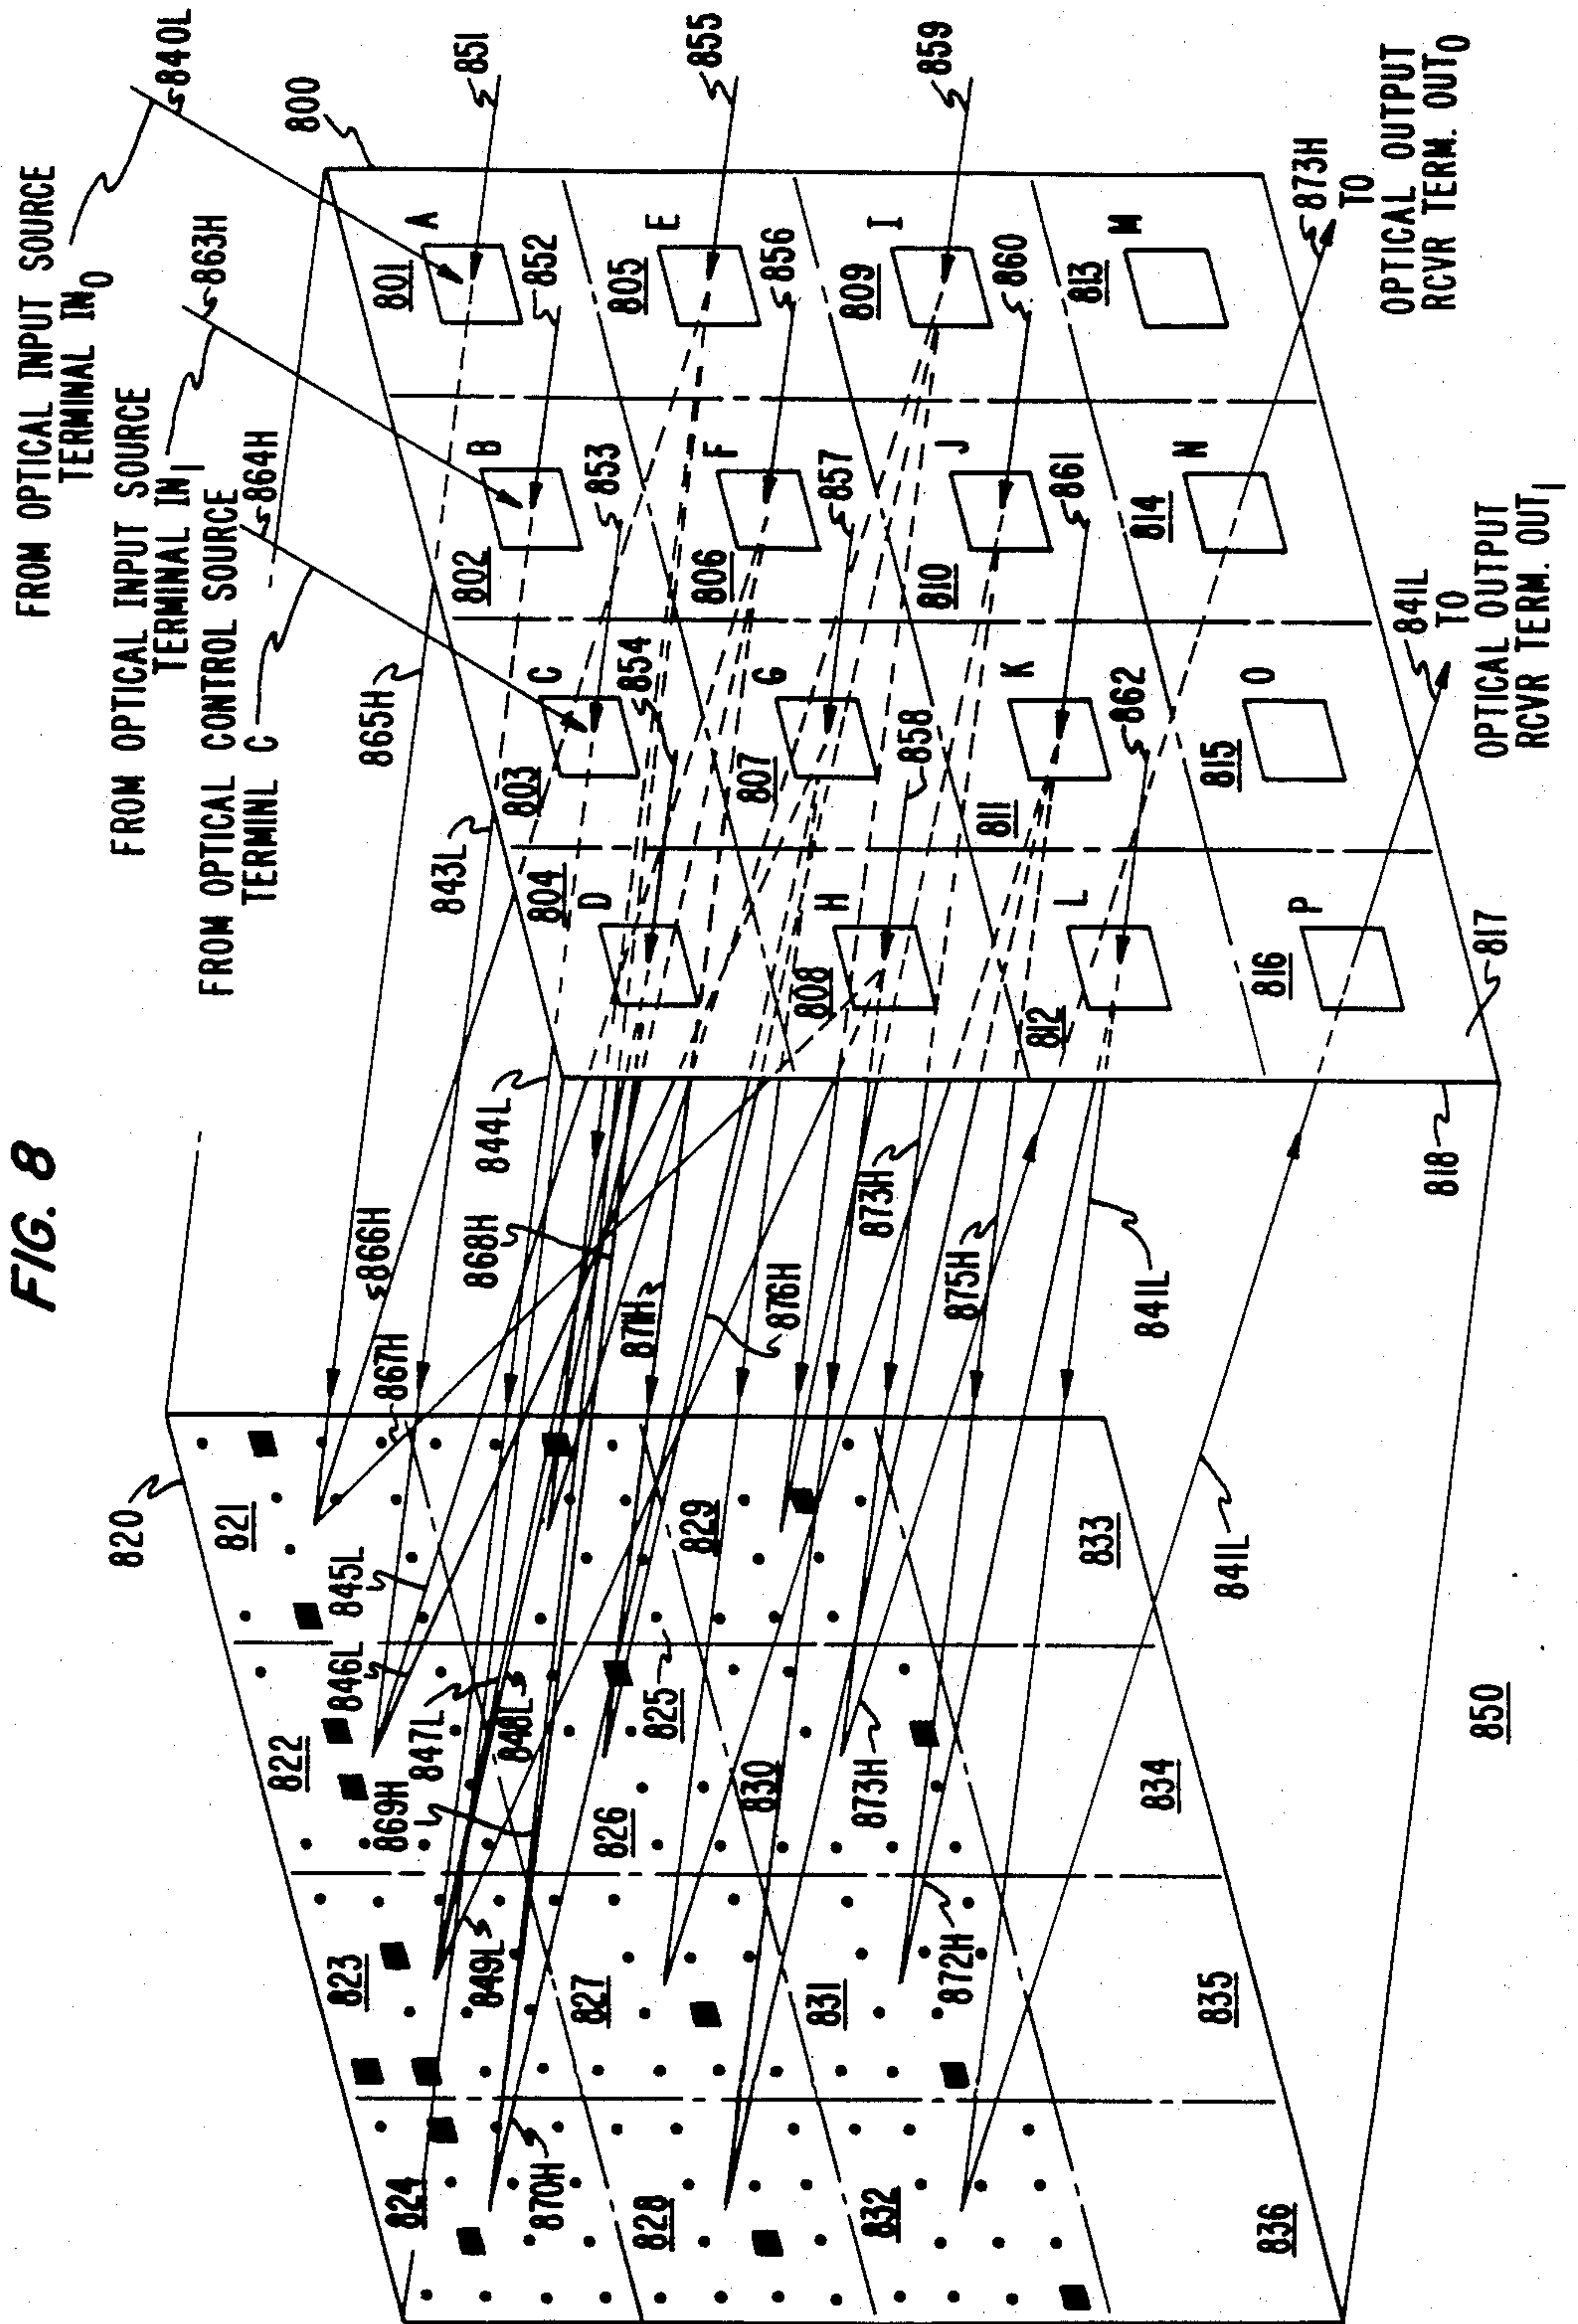 FIG. 8
FROM OPTICAL INPUT SOURCE
TERMINAL IN0
840L
FROM OPTICAL INPUT SOURCE
TERMINAL IN1
863H
FROM OPTICAL CONTROL SOURCE
TERMINL C
864H
800
851
855
859
865H
843L
844L
A
801
852
B
802
853
C
803
854
D
804
E
805
856
F
806
857
G
807
858
H
808
I
809
860
J
810
861
K
811
862
L
812
M
813
N
814
O
815
P
816
817
818
873H
TO
OPTICAL OUTPUT
RCVR TERM. OUT0
841L
TO
OPTICAL OUTPUT
RCVR TERM. OUT1
866H
867H
868H
871H
876H
873H
875H
841L
841L
820
821
845L
846L
822
847L
848L
869H
825
829
833
826
830
873H
834
823
849L
827
831
872H
835
824
870H
828
832
836
850